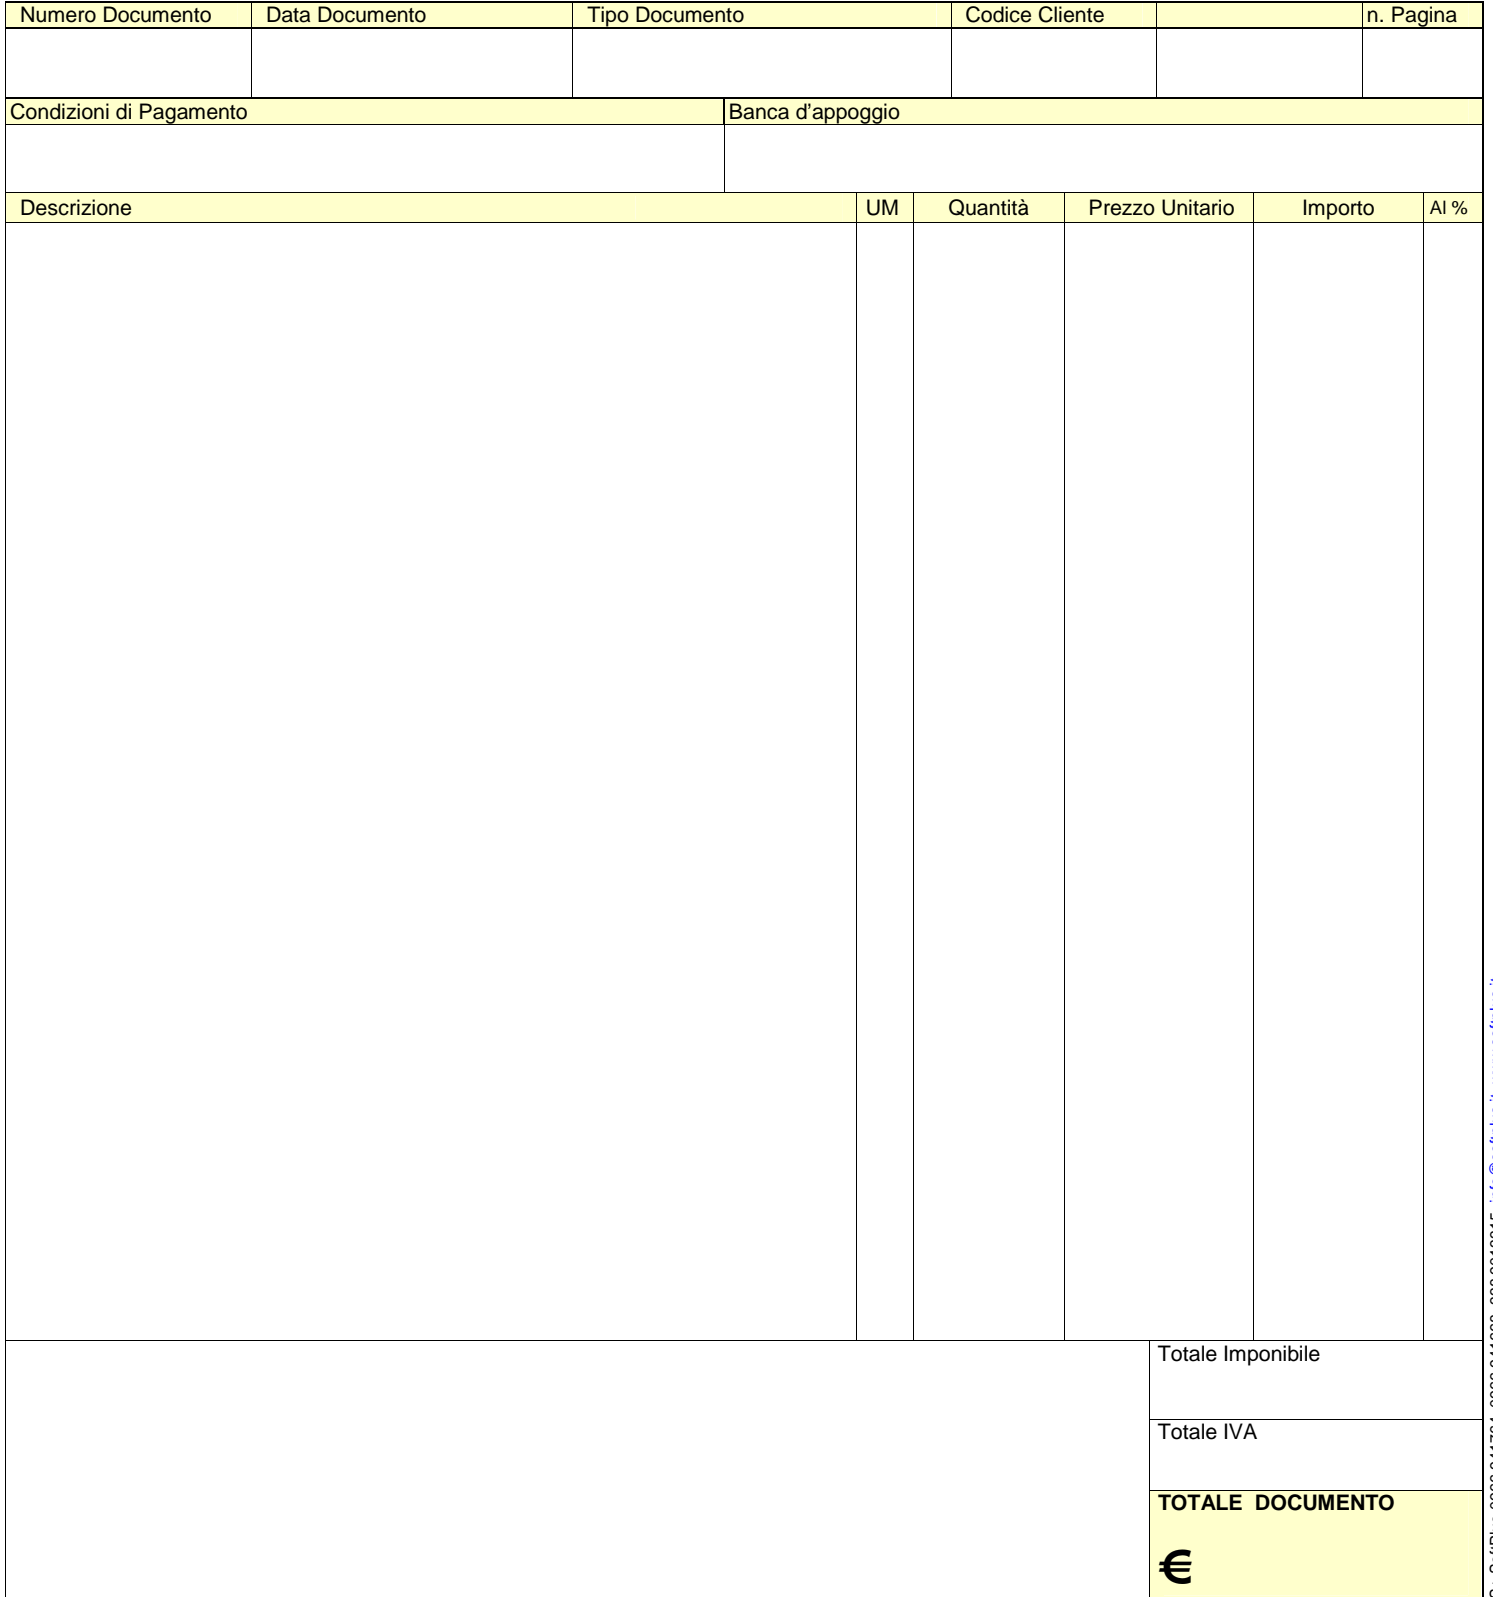 Numero Documento Data Documento Tipo Documento Codice Cliente n. Pagina
Condizioni di Pagamento Banca d'appoggio
Descrizione UM Quantità Prezzo Unitario Importo Al %
Totale Imponibile
Totale IVA
TOTALE DOCUMENTO
€